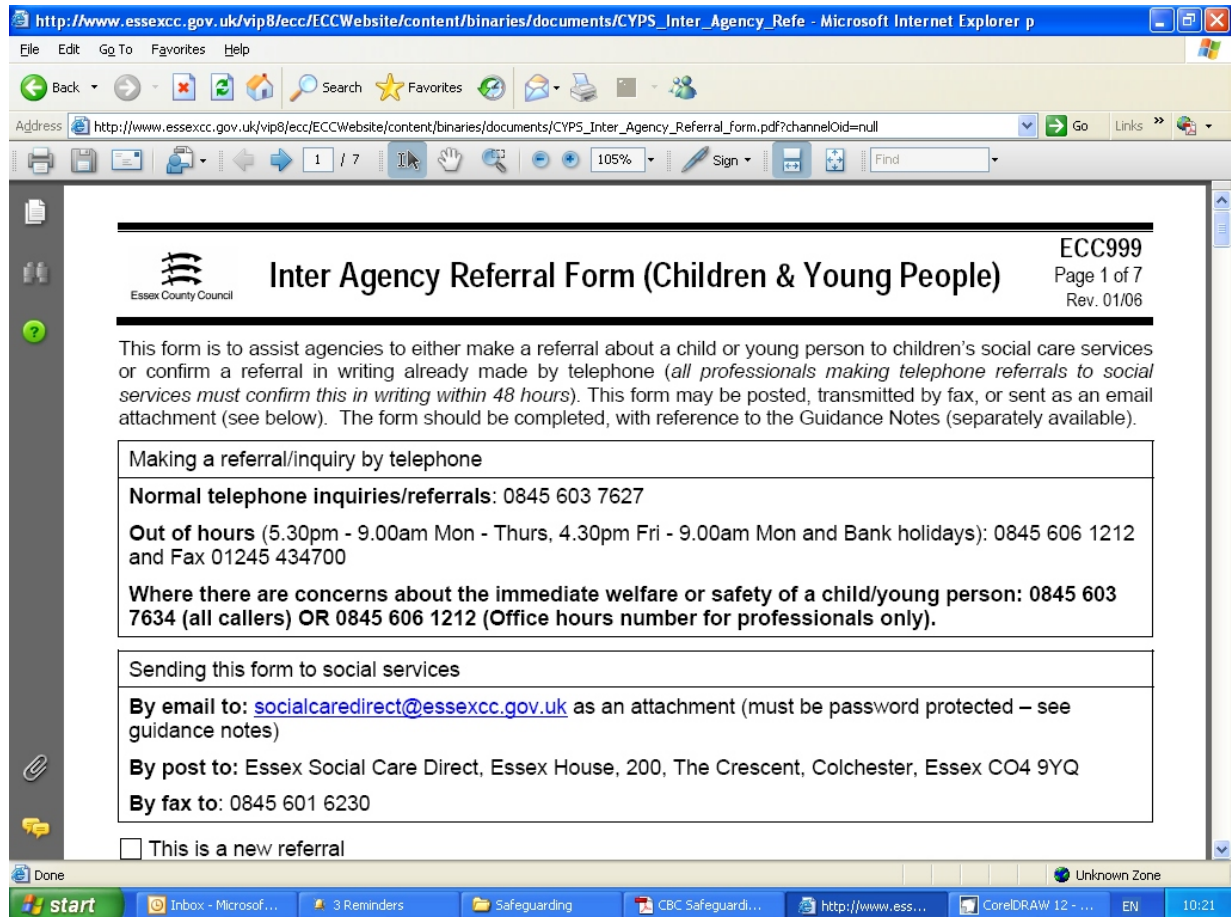 http://www.essexcc.gov.uk/vip8/ecc/ECCWebsite/content/binaries/documents/CYPS_Inter_Agency_Refe - Microsoft Internet Explorer p
File Edit Go To Favorites Help
Back Search Favorites
Address http://www.essexcc.gov.uk/vip8/ecc/ECCWebsite/content/binaries/documents/CYPS_Inter_Agency_Referral_form.pdf?channelOid=null Go Links »
1 / 7 105% Sign Find
ECC999
Essex County Council Inter Agency Referral Form (Children & Young People) Page 1 of 7
Rev. 01/06
This form is to assist agencies to either make a referral about a child or young person to children's social care services
or confirm a referral in writing already made by telephone (all professionals making telephone referrals to social
services must confirm this in writing within 48 hours). This form may be posted, transmitted by fax, or sent as an email
attachment (see below). The form should be completed, with reference to the Guidance Notes (separately available).
Making a referral/inquiry by telephone
Normal telephone inquiries/referrals: 0845 603 7627
Out of hours (5.30pm - 9.00am Mon - Thurs, 4.30pm Fri - 9.00am Mon and Bank holidays): 0845 606 1212
and Fax 01245 434700
Where there are concerns about the immediate welfare or safety of a child/young person: 0845 603
7634 (all callers) OR 0845 606 1212 (Office hours number for professionals only).
Sending this form to social services
By email to: socialcaredirect@essexcc.gov.uk as an attachment (must be password protected – see
guidance notes)
By post to: Essex Social Care Direct, Essex House, 200, The Crescent, Colchester, Essex CO4 9YQ
By fax to: 0845 601 6230
This is a new referral
Done Unknown Zone
start Inbox - Microsof... 3 Reminders Safeguarding CBC Safeguardi... http://www.ess... CorelDRAW 12 - ... EN 10:21